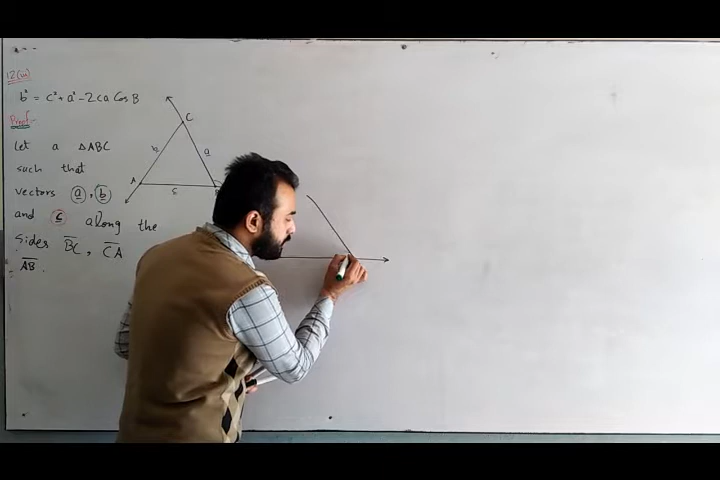 12(iii)
b² = c² + a² - 2ca Cos B
Proof:-
Let a △ABC
such that
vectors a, b
and c along the
sides BC, CA
AB.
C
b
a
A
c